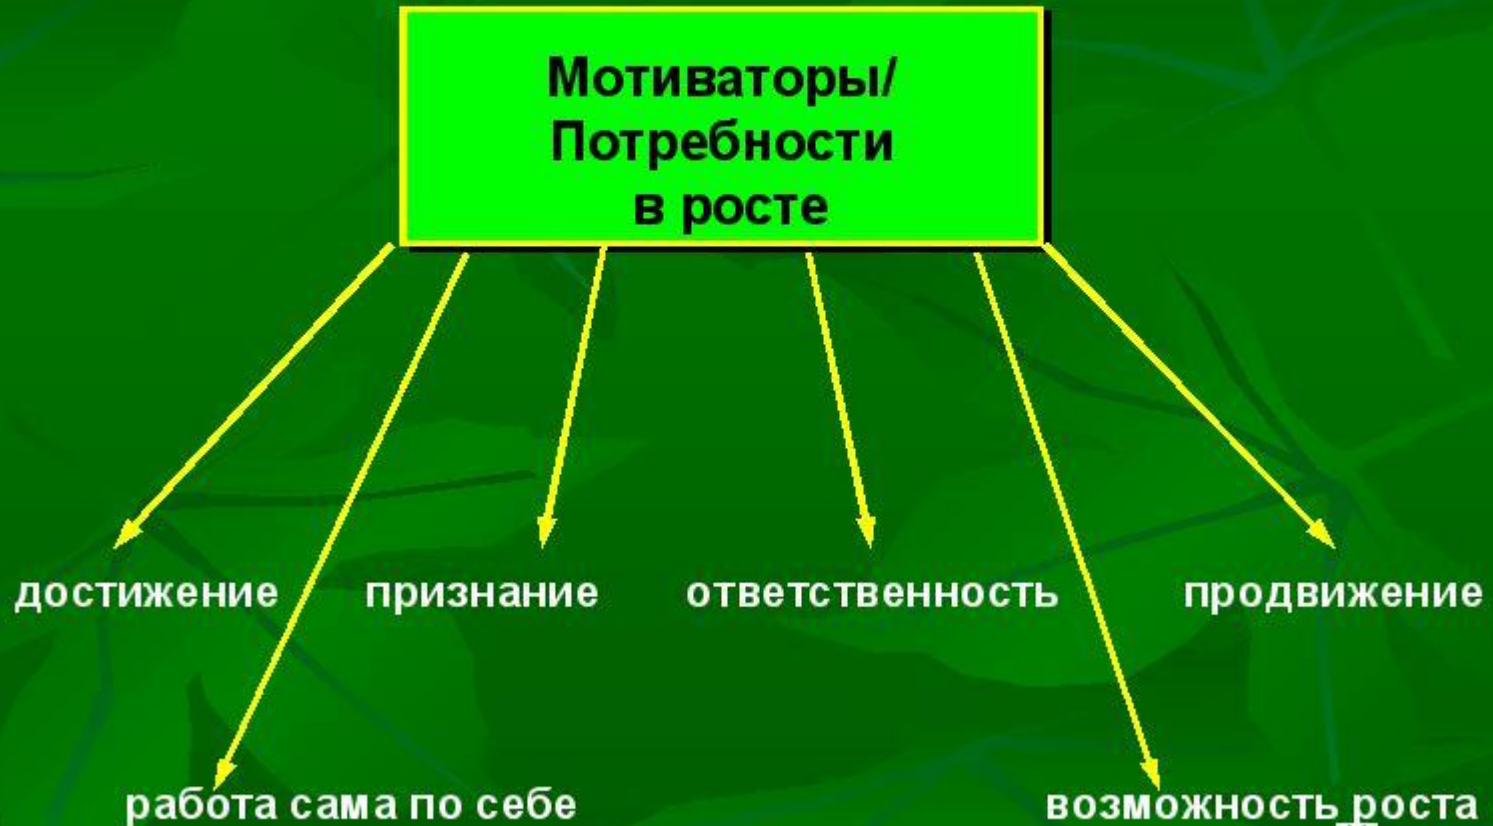 Мотиваторы/
Потребности
в росте
достижение признание ответственность продвижение
работа сама по себе возможность роста